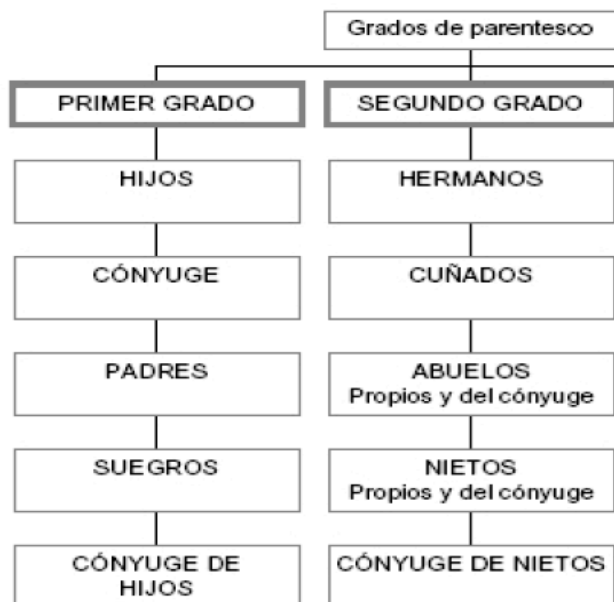 Grados de parentesco
PRIMER GRADO
HIJOS
CÓNYUGE
PADRES
SUEGROS
CÓNYUGE DE
HIJOS
SEGUNDO GRADO
HERMANOS
CUÑADOS
ABUELOS
Propios y del cónyuge
NIETOS
Propios y del cónyuge
CÓNYUGE DE NIETOS